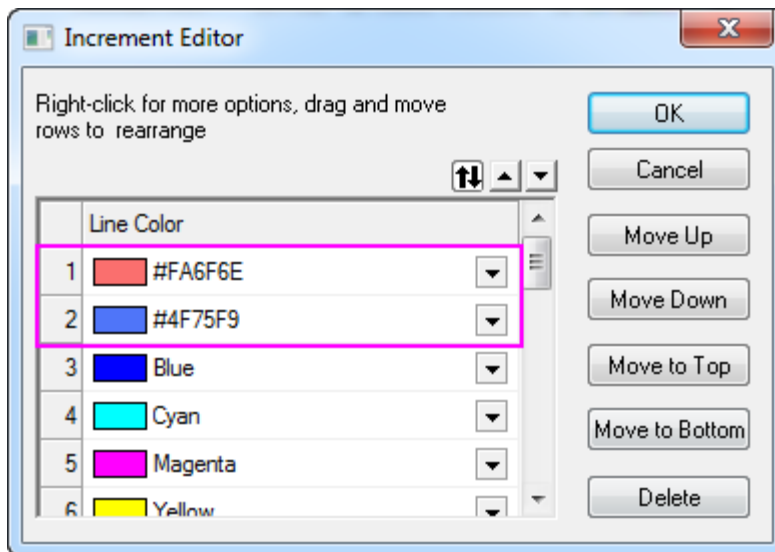 Increment Editor
Right-click for more options, drag and move
rows to rearrange
OK
Cancel
Move Up
Move Down
Move to Top
Move to Bottom
Delete
Line Color
1 #FA6F6E
2 #4F75F9
3 Blue
4 Cyan
5 Magenta
6 Yellow